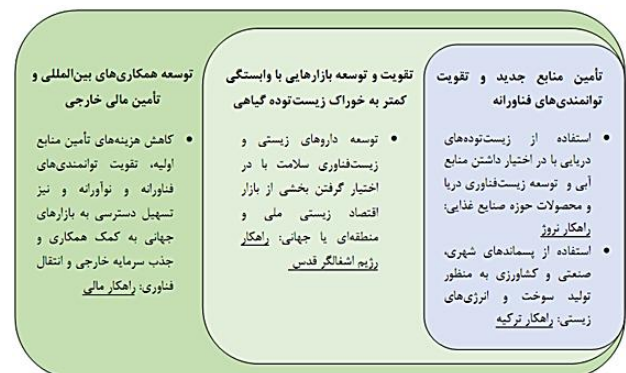 تأمین منابع جدید و تقویت
توانمندی‌های فناورانه
• استفاده از زیست‌توده‌های
دریایی با در اختیار داشتن منابع
آبی و توسعه زیست‌فناوری دریا
و محصولات حوزه صنایع غذایی:
راهکار نروژ
• استفاده از پسماندهای شهری،
صنعتی و کشاورزی به منظور
تولید سوخت و انرژی‌های
زیستی: راهکار ترکیه
تقویت و توسعه بازارهایی با وابستگی
کمتر به خوراک زیست‌توده گیاهی
• توسعه داروهای زیستی و
زیست‌فناوری سلامت با در
اختیار گرفتن بخشی از بازار
اقتصاد زیستی ملی و
منطقه‌ای یا جهانی: راهکار
رژیم اشغالگر قدس
توسعه همکاری‌های بین‌المللی و
تأمین مالی خارجی
• کاهش هزینه‌های تأمین منابع
اولیه، تقویت توانمندی‌های
فناورانه و نوآورانه و نیز
تسهیل دسترسی به بازارهای
جهانی به کمک همکاری و
جذب سرمایه خارجی و انتقال
فناوری: راهکار مالی